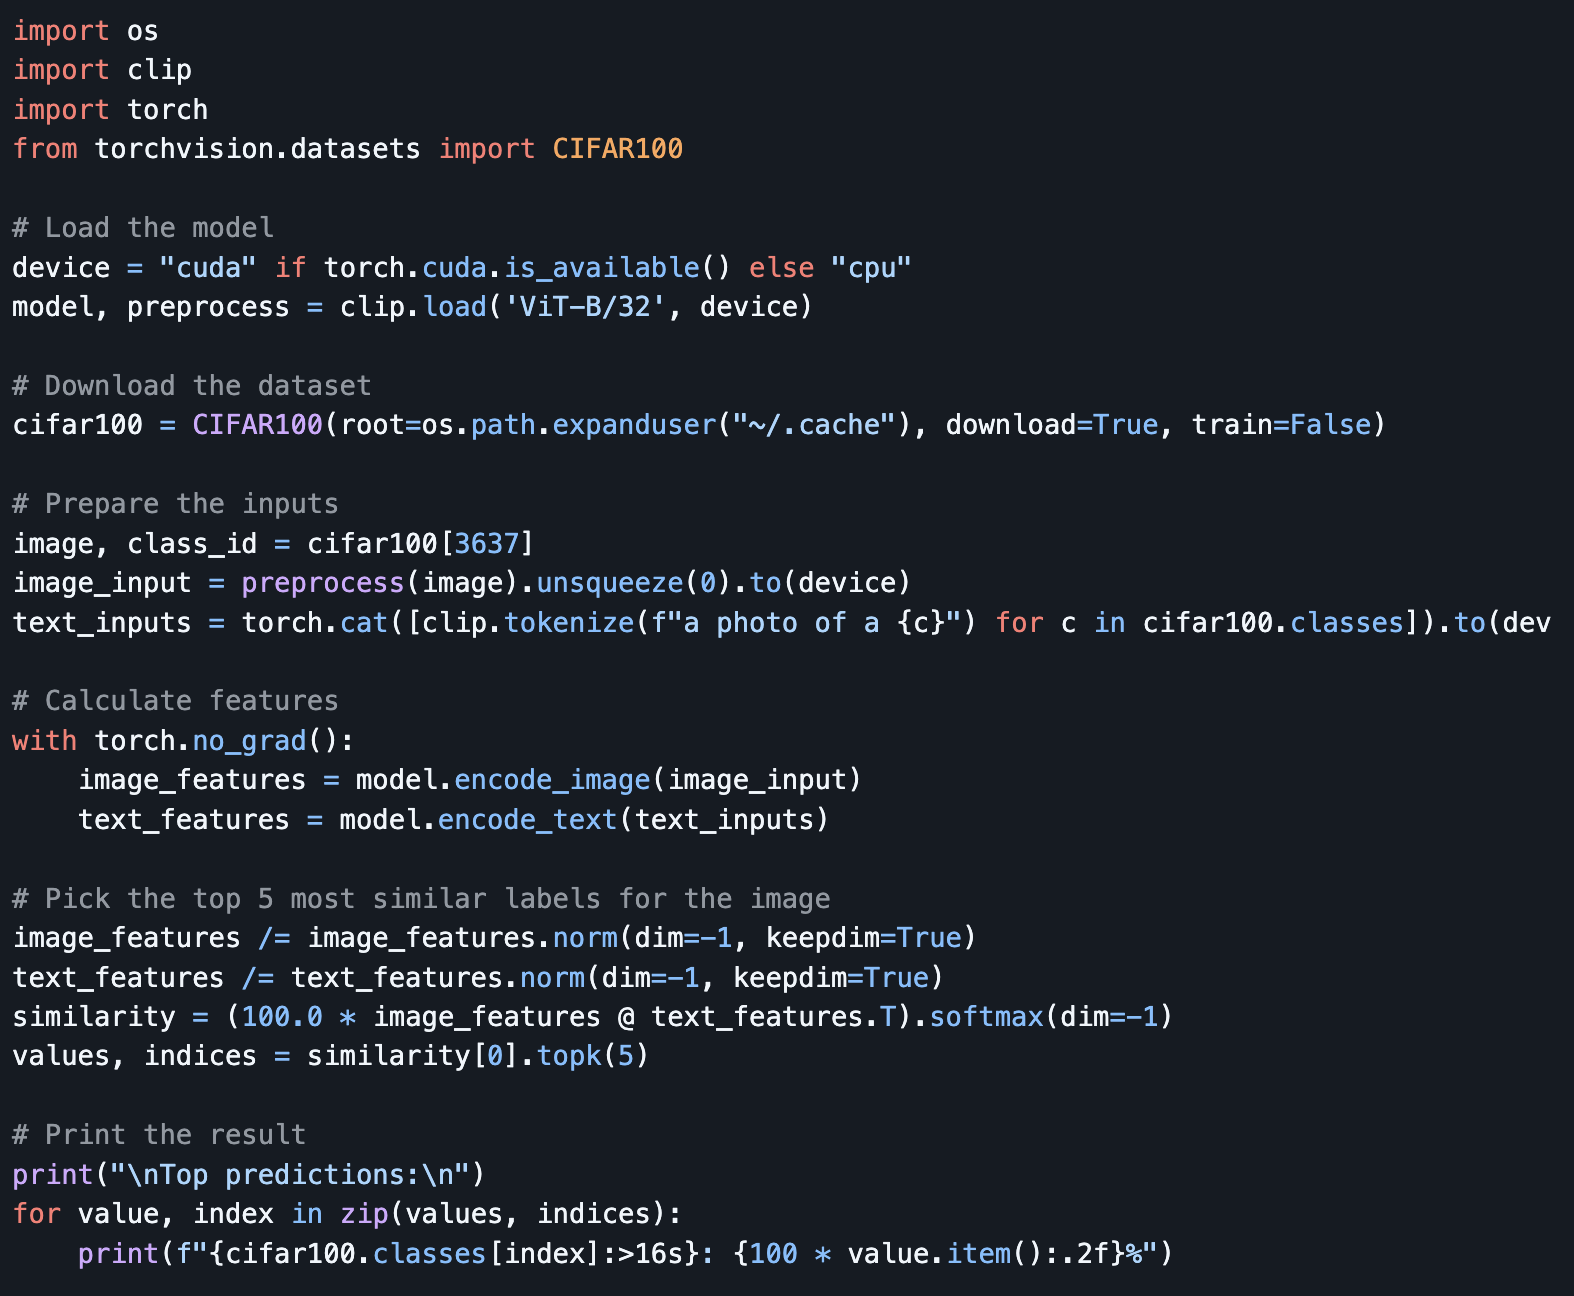 import os
import clip
import torch
from torchvision.datasets import CIFAR100

# Load the model
device = "cuda" if torch.cuda.is_available() else "cpu"
model, preprocess = clip.load('ViT-B/32', device)

# Download the dataset
cifar100 = CIFAR100(root=os.path.expanduser("~/.cache"), download=True, train=False)

# Prepare the inputs
image, class_id = cifar100[3637]
image_input = preprocess(image).unsqueeze(0).to(device)
text_inputs = torch.cat([clip.tokenize(f"a photo of a {c}") for c in cifar100.classes]).to(dev

# Calculate features
with torch.no_grad():
    image_features = model.encode_image(image_input)
    text_features = model.encode_text(text_inputs)

# Pick the top 5 most similar labels for the image
image_features /= image_features.norm(dim=-1, keepdim=True)
text_features /= text_features.norm(dim=-1, keepdim=True)
similarity = (100.0 * image_features @ text_features.T).softmax(dim=-1)
values, indices = similarity[0].topk(5)

# Print the result
print("\nTop predictions:\n")
for value, index in zip(values, indices):
    print(f"{cifar100.classes[index]:>16s}: {100 * value.item():.2f}%")